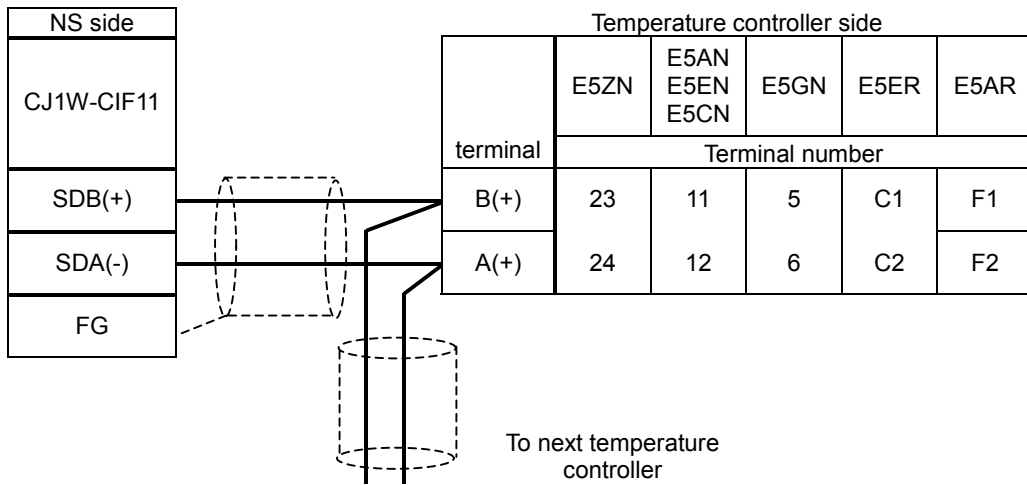 NS side
CJ1W-CIF11
SDB(+)
SDA(-)
FG
Temperature controller side
terminal
E5ZN
E5AN
E5EN
E5CN
E5GN
E5ER
E5AR
Terminal number
B(+) 23 11 5 C1 F1
A(+) 24 12 6 C2 F2
To next temperature
controller